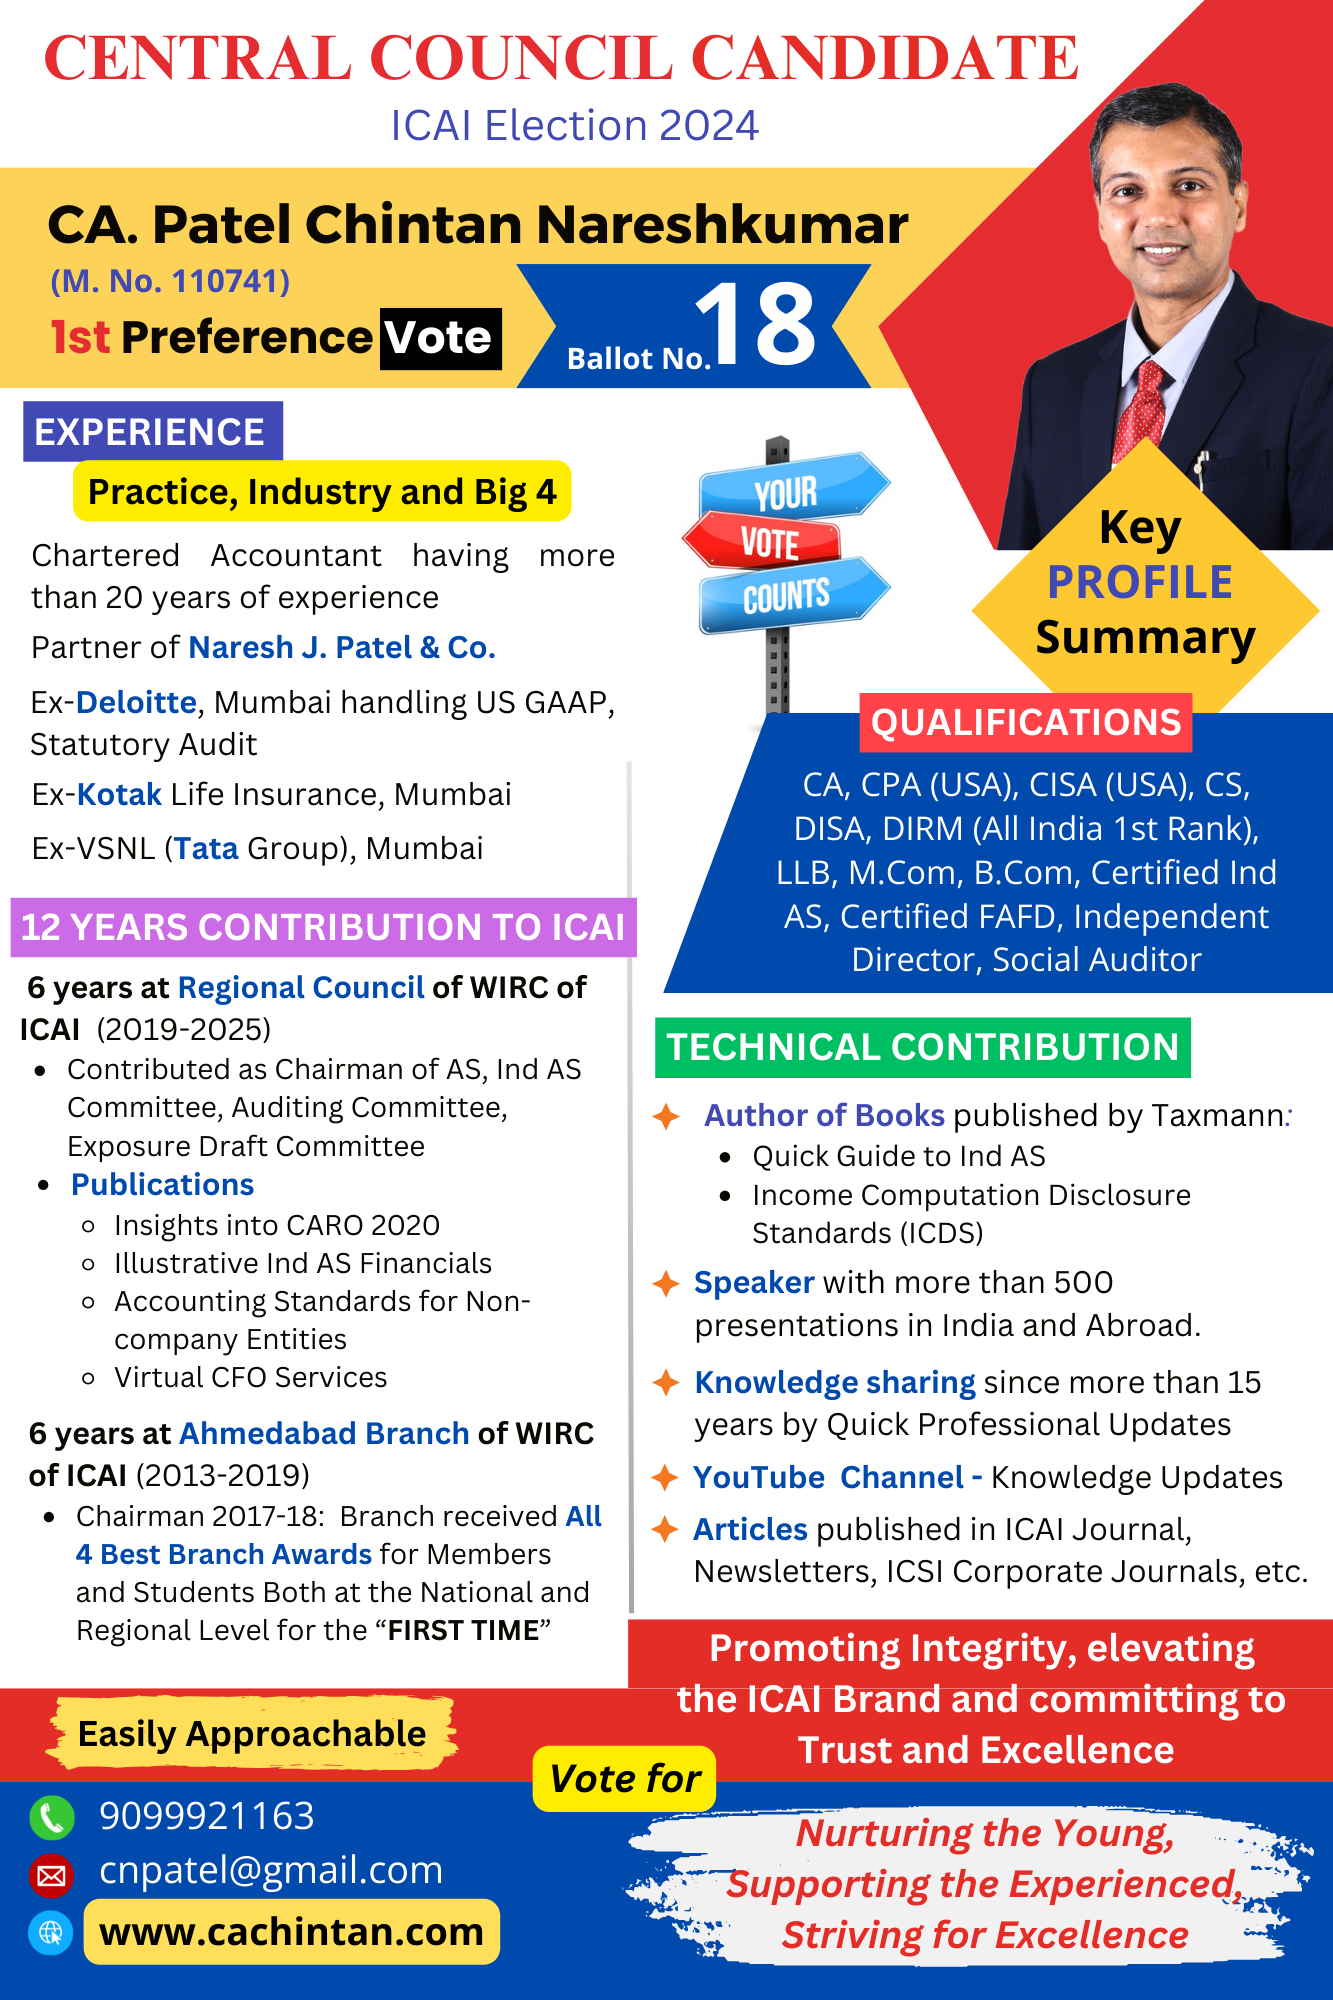 CENTRAL COUNCIL CANDIDATE
ICAI Election 2024
CA. Patel Chintan Nareshkumar
(M. No. 110741)
1st Preference Vote
Ballot No. 18
EXPERIENCE
Practice, Industry and Big 4
Chartered Accountant having more
than 20 years of experience
Partner of Naresh J. Patel & Co.
Ex-Deloitte, Mumbai handling US GAAP,
Statutory Audit
Ex-Kotak Life Insurance, Mumbai
Ex-VSNL (Tata Group), Mumbai
YOUR
VOTE
COUNTS
Key
PROFILE
Summary
QUALIFICATIONS
CA, CPA (USA), CISA (USA), CS,
DISA, DIRM (All India 1st Rank),
LLB, M.Com, B.Com, Certified Ind
AS, Certified FAFD, Independent
Director, Social Auditor
12 YEARS CONTRIBUTION TO ICAI
6 years at Regional Council of WIRC of
ICAI (2019-2025)
• Contributed as Chairman of AS, Ind AS
Committee, Auditing Committee,
Exposure Draft Committee
• Publications
◦ Insights into CARO 2020
◦ Illustrative Ind AS Financials
◦ Accounting Standards for Non-
company Entities
◦ Virtual CFO Services
6 years at Ahmedabad Branch of WIRC
of ICAI (2013-2019)
• Chairman 2017-18: Branch received All
4 Best Branch Awards for Members
and Students Both at the National and
Regional Level for the “FIRST TIME”
TECHNICAL CONTRIBUTION
Author of Books published by Taxmann:
• Quick Guide to Ind AS
• Income Computation Disclosure
Standards (ICDS)
Speaker with more than 500
presentations in India and Abroad.
Knowledge sharing since more than 15
years by Quick Professional Updates
YouTube Channel - Knowledge Updates
Articles published in ICAI Journal,
Newsletters, ICSI Corporate Journals, etc.
Promoting Integrity, elevating
the ICAI Brand and committing to
Trust and Excellence
Easily Approachable
9099921163
cnpatel@gmail.com
www.cachintan.com
Vote for
Nurturing the Young,
Supporting the Experienced,
Striving for Excellence